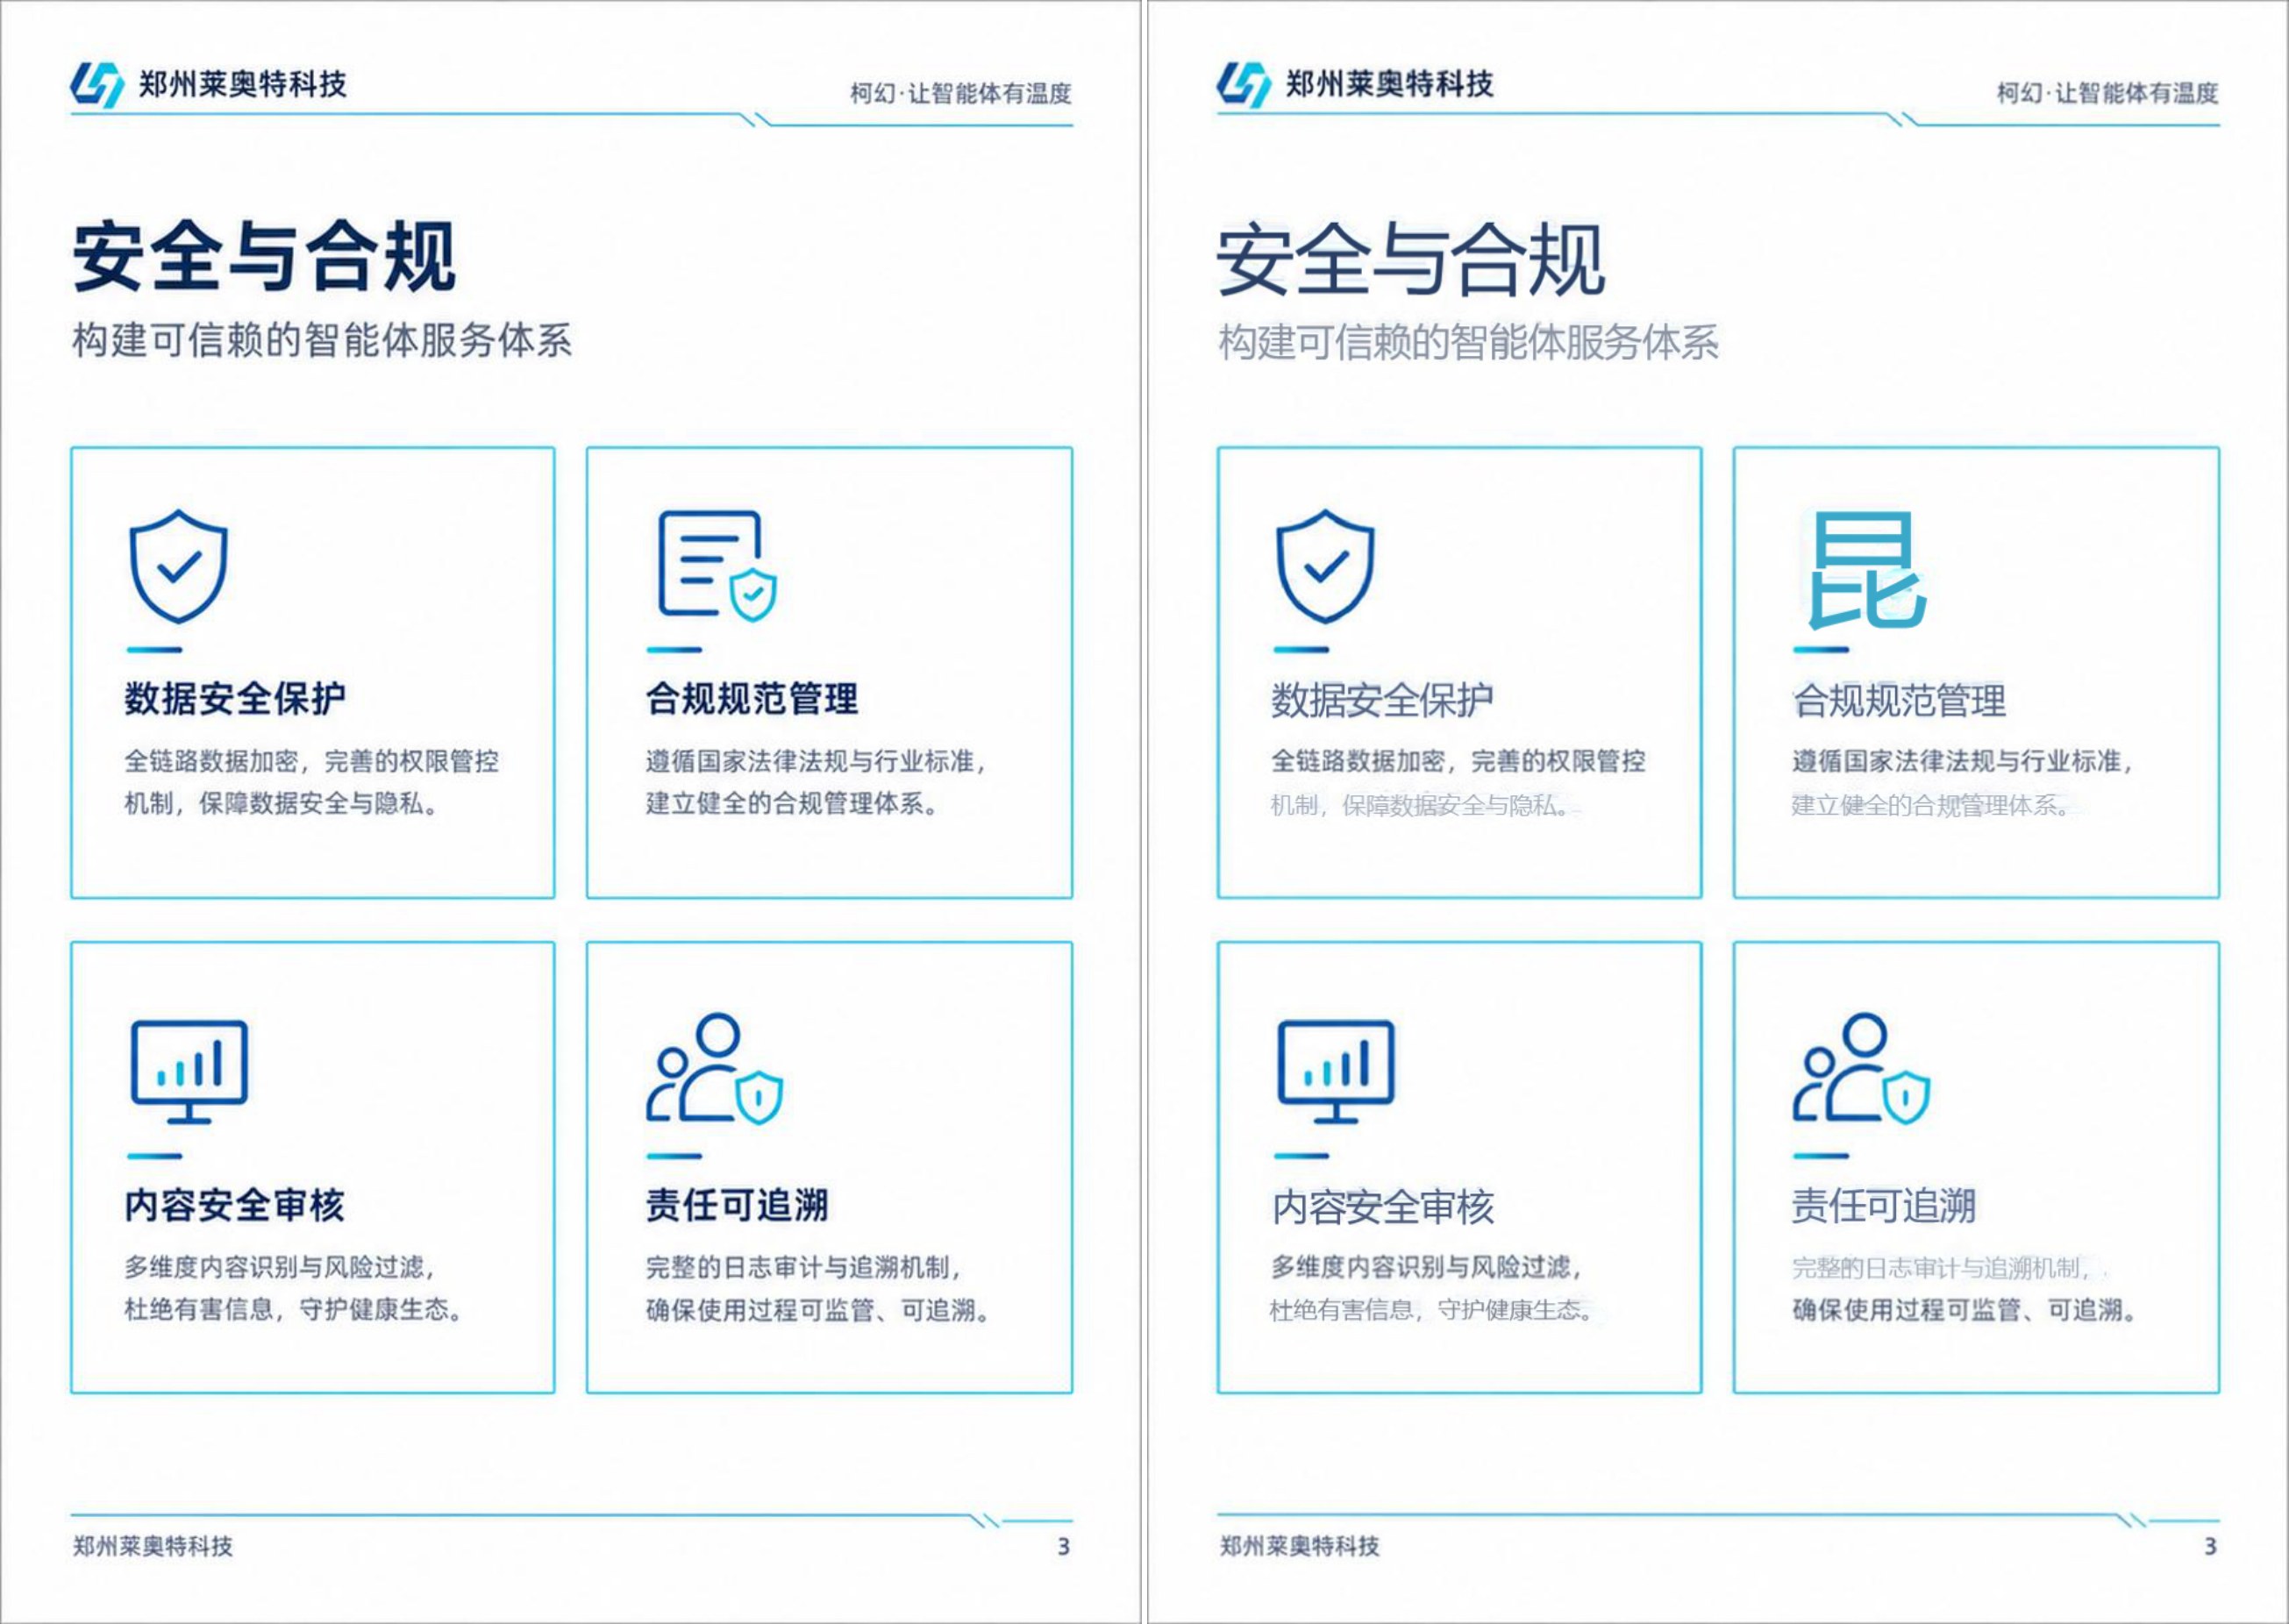 郑州莱奥特科技
柯幻·让智能体有温度
安全与合规
构建可信赖的智能体服务体系
数据安全保护
全链路数据加密，完善的权限管控
机制，保障数据安全与隐私。
合规规范管理
遵循国家法律法规与行业标准，
建立健全的合规管理体系。
内容安全审核
多维度内容识别与风险过滤，
杜绝有害信息，守护健康生态。
责任可追溯
完整的日志审计与追溯机制，
确保使用过程可监管、可追溯。
郑州莱奥特科技
3
郑州莱奥特科技
柯幻·让智能体有温度
安全与合规
构建可信赖的智能体服务体系
数据安全保护
全链路数据加密，完善的权限管控
机制，保障数据安全与隐私。
昆
合规规范管理
遵循国家法律法规与行业标准，
建立健全的合规管理体系。
内容安全审核
多维度内容识别与风险过滤，
杜绝有害信息，守护健康生态。
责任可追溯
完整的日志审计与追溯机制，
确保使用过程可监管、可追溯。
郑州莱奥特科技
3